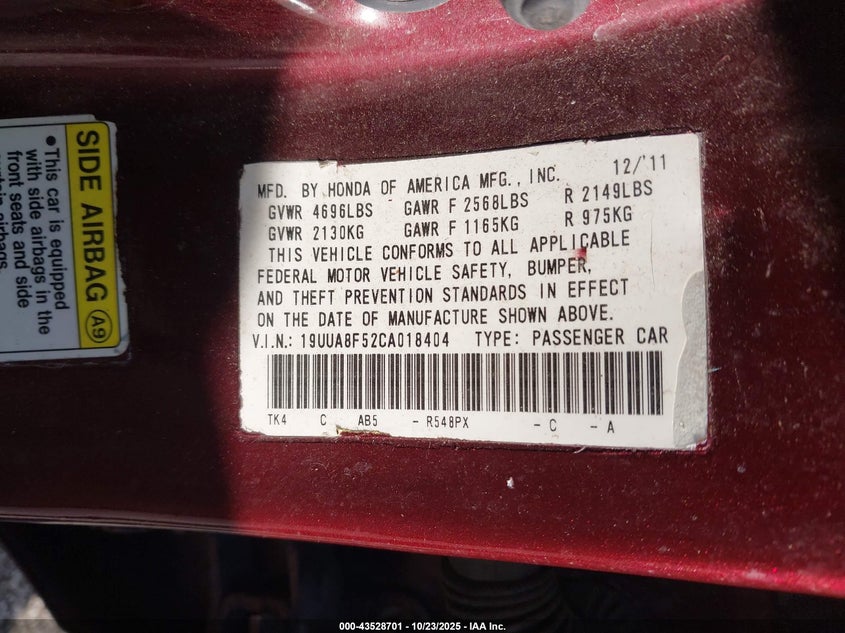 SIDE AIRBAG A9
●This car is equipped
with side airbags in the
front seats and side
MFD. BY HONDA OF AMERICA MFG., INC. 12/'11
GVWR 4696LBS GAWR F 2568LBS R 2149LBS
GVWR 2130KG GAWR F 1165KG R 975KG
THIS VEHICLE CONFORMS TO ALL APPLICABLE
FEDERAL MOTOR VEHICLE SAFETY, BUMPER,
AND THEFT PREVENTION STANDARDS IN EFFECT
ON THE DATE OF MANUFACTURE SHOWN ABOVE.
V.I.N.: 19UUA8F52CA018404 TYPE: PASSENGER CAR
TK4 C AB5 - R548PX - C - A
000-43528701 - 10/23/2025 - IAA Inc.